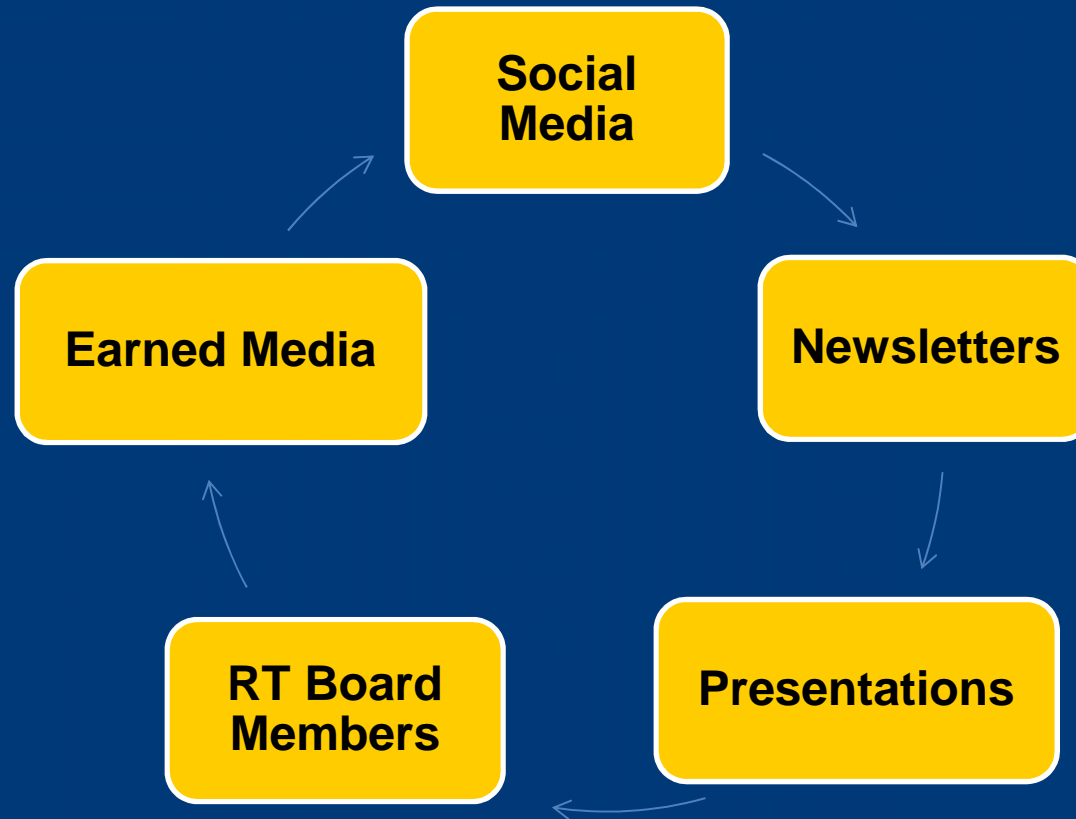 Social
Media
Newsletters
Presentations
RT Board
Members
Earned Media